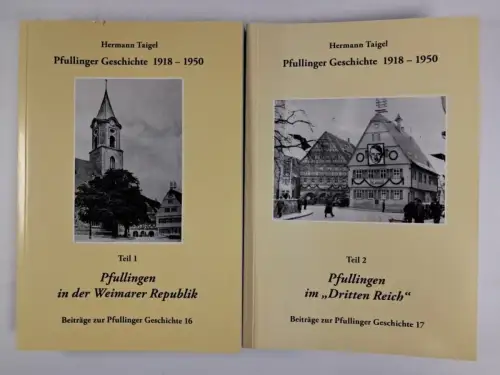 Hermann Taigel
Pfullinger Geschichte 1918 – 1950
Teil 1
Pfullingen
in der Weimarer Republik
Beiträge zur Pfullinger Geschichte 16
Hermann Taigel
Pfullinger Geschichte 1918 – 1950
Teil 2
Pfullingen
im „Dritten Reich“
Beiträge zur Pfullinger Geschichte 17